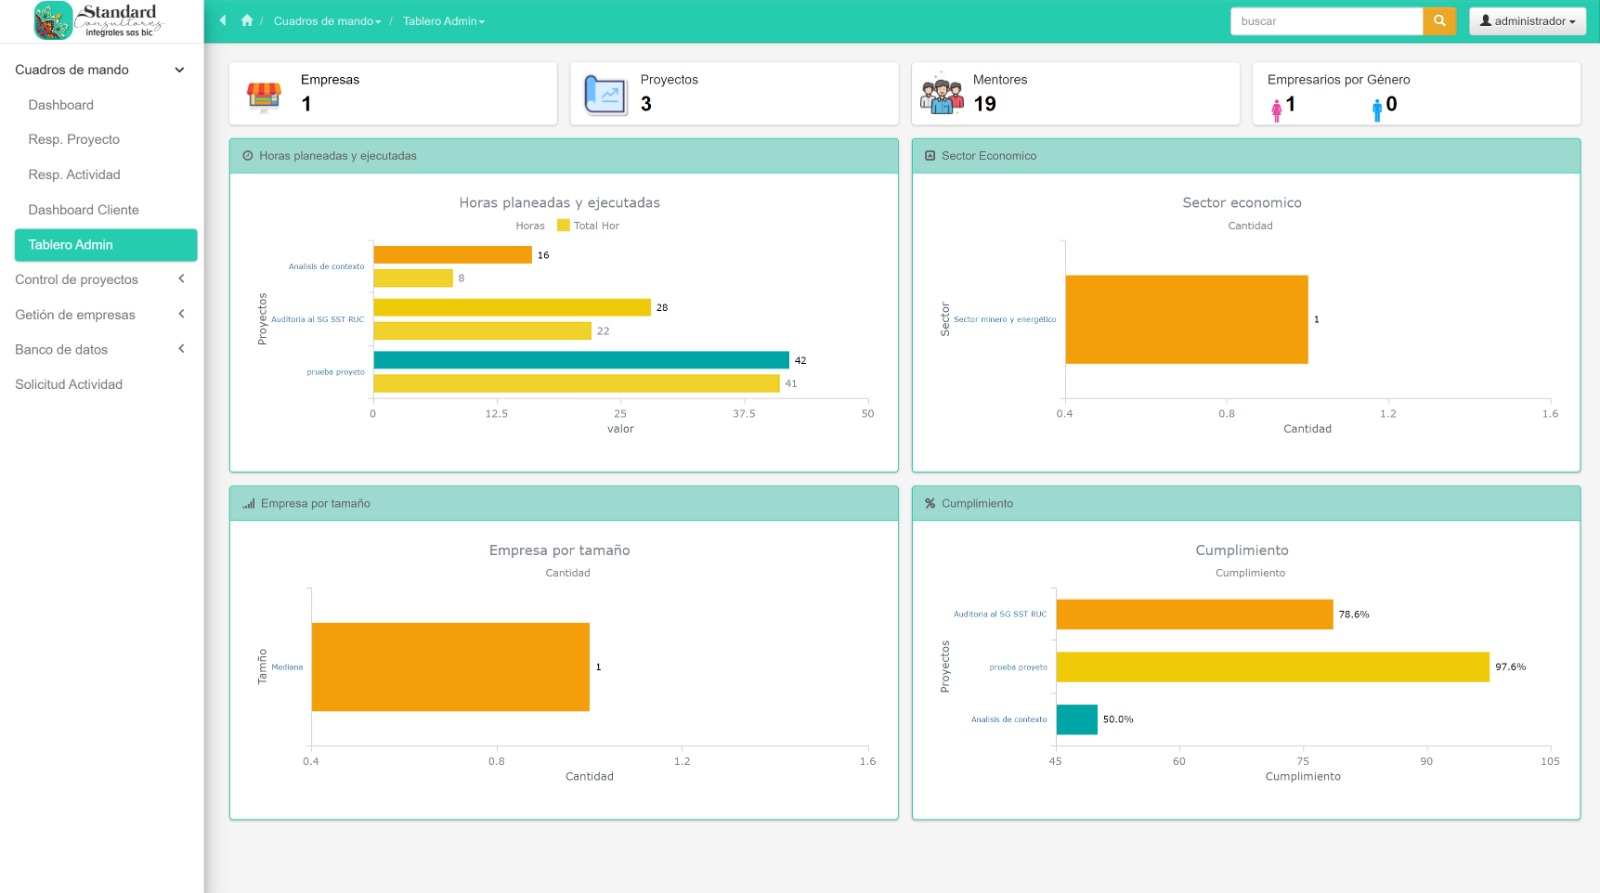 Standard
Consultores
integrales sas bic
/ Cuadros de mando / Tablero Admin
buscar
administrador
Cuadros de mando
Dashboard
Resp. Proyecto
Resp. Actividad
Dashboard Cliente
Tablero Admin
Control de proyectos
Getión de empresas
Banco de datos
Solicitud Actividad
Empresas
1
Proyectos
3
Mentores
19
Empresarios por Género
1 0
Horas planeadas y ejecutadas
Horas planeadas y ejecutadas
Horas Total Hor
Proyectos
Analisis de contexto
16
8
Auditoria al SG SST RUC
28
22
prueba proyeto
42
41
0 12.5 25 37.5 50
valor
Sector Economico
Sector economico
Cantidad
Sector
Sector minero y energético
1
0.4 0.8 1.2 1.6
Cantidad
Empresa por tamaño
Empresa por tamaño
Cantidad
Tamño
Mediana
1
0.4 0.8 1.2 1.6
Cantidad
% Cumplimiento
Cumplimiento
Cumplimiento
Proyectos
Auditoria al SG SST RUC
78.6%
prueba proyeto
97.6%
Analisis de contexto
50.0%
45 60 75 90 105
Cumplimiento